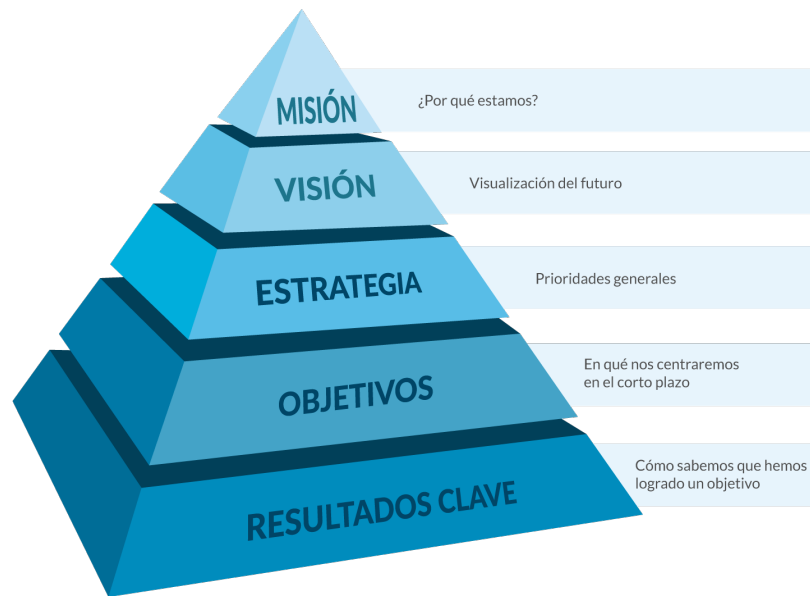 MISIÓN
¿Por qué estamos?
VISIÓN
Visualización del futuro
ESTRATEGIA
Prioridades generales
OBJETIVOS
En qué nos centraremos
en el corto plazo
RESULTADOS CLAVE
Cómo sabemos que hemos
logrado un objetivo